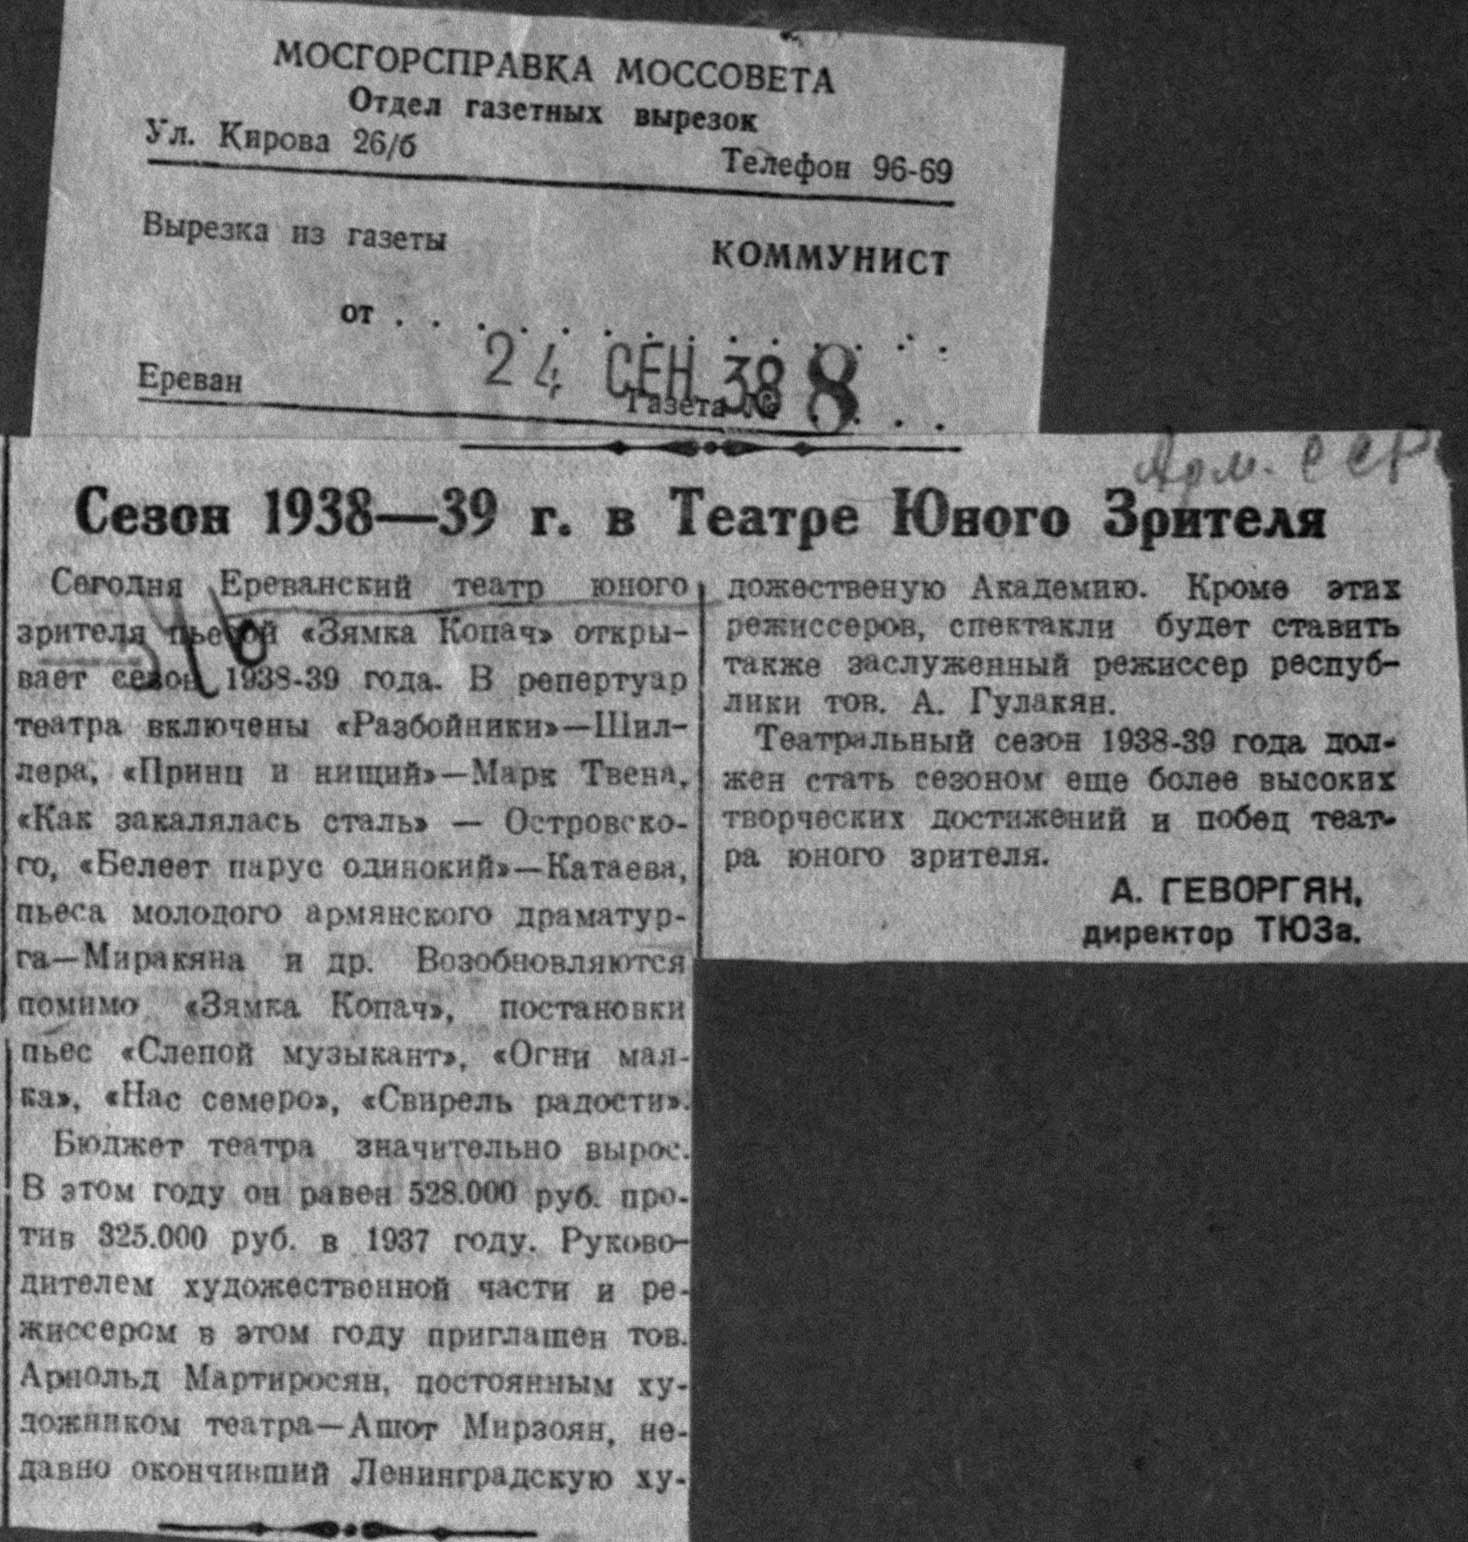 МОСГОРСПРАВКА МОССОВЕТА
Отдел газетных вырезок
Ул. Кирова 26/б Телефон 96-69
Вырезка из газеты КОММУНИСТ
от . . . . . . . . . . . . . .
24 СЕН 38 8
Ереван Газета № . . . .
Арм. ССР
Сезон 1938—39 г. в Театре Юного Зрителя
Сегодня Ереванский театр юного
зрителя пьесой «Зямка Копач» откры-
вает сезон 1938-39 года. В репертуар
театра включены «Разбойники»—Шил-
лера, «Принц и нищий»—Марк Твена,
«Как закалялась сталь» — Островско-
го, «Белеет парус одинокий»—Катаева,
пьеса молодого армянского драматур-
га—Миракяна и др. Возобновляются
помимо «Зямка Копач», постановки
пьес «Слепой музыкант», «Огни мая-
ка», «Нас семеро», «Свирель радости».
Бюджет театра значительно вырос.
В этом году он равен 528.000 руб. про-
тив 325.000 руб. в 1937 году. Руково-
дителем художественной части и ре-
жиссером в этом году приглашен тов.
Арнольд Мартиросян, постоянным ху-
дожником театра—Ашот Мирзоян, не-
давно окончивший Ленинградскую ху-
дожественую Академию. Кроме этих
режиссеров, спектакли будет ставить
также заслуженный режиссер респуб-
лики тов. А. Гулакян.
Театральный сезон 1938-39 года дол-
жен стать сезоном еще более высоких
творческих достижений и побед теат-
ра юного зрителя.
А. ГЕВОРГЯН,
директор ТЮЗа.